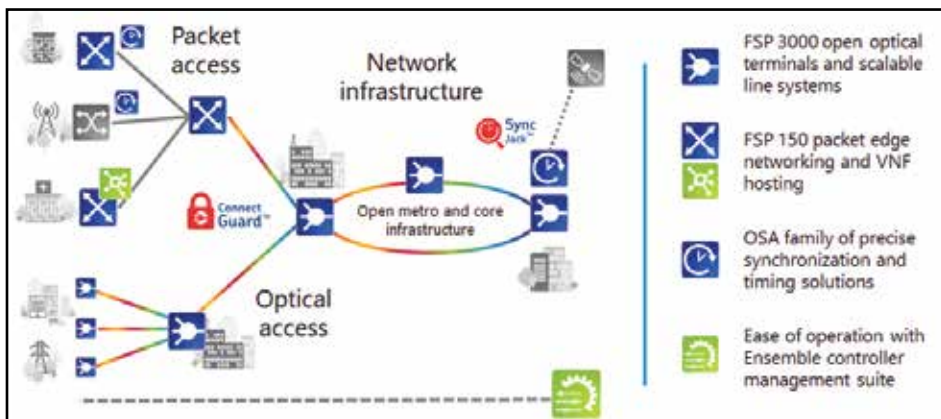 Packet
access
Network
infrastructure
Sync
Jack™
Connect
Guard™
Open metro and core
infrastructure
Optical
access
FSP 3000 open optical
terminals and scalable
line systems
FSP 150 packet edge
networking and VNF
hosting
OSA family of precise
synchronization and
timing solutions
Ease of operation with
Ensemble controller
management suite